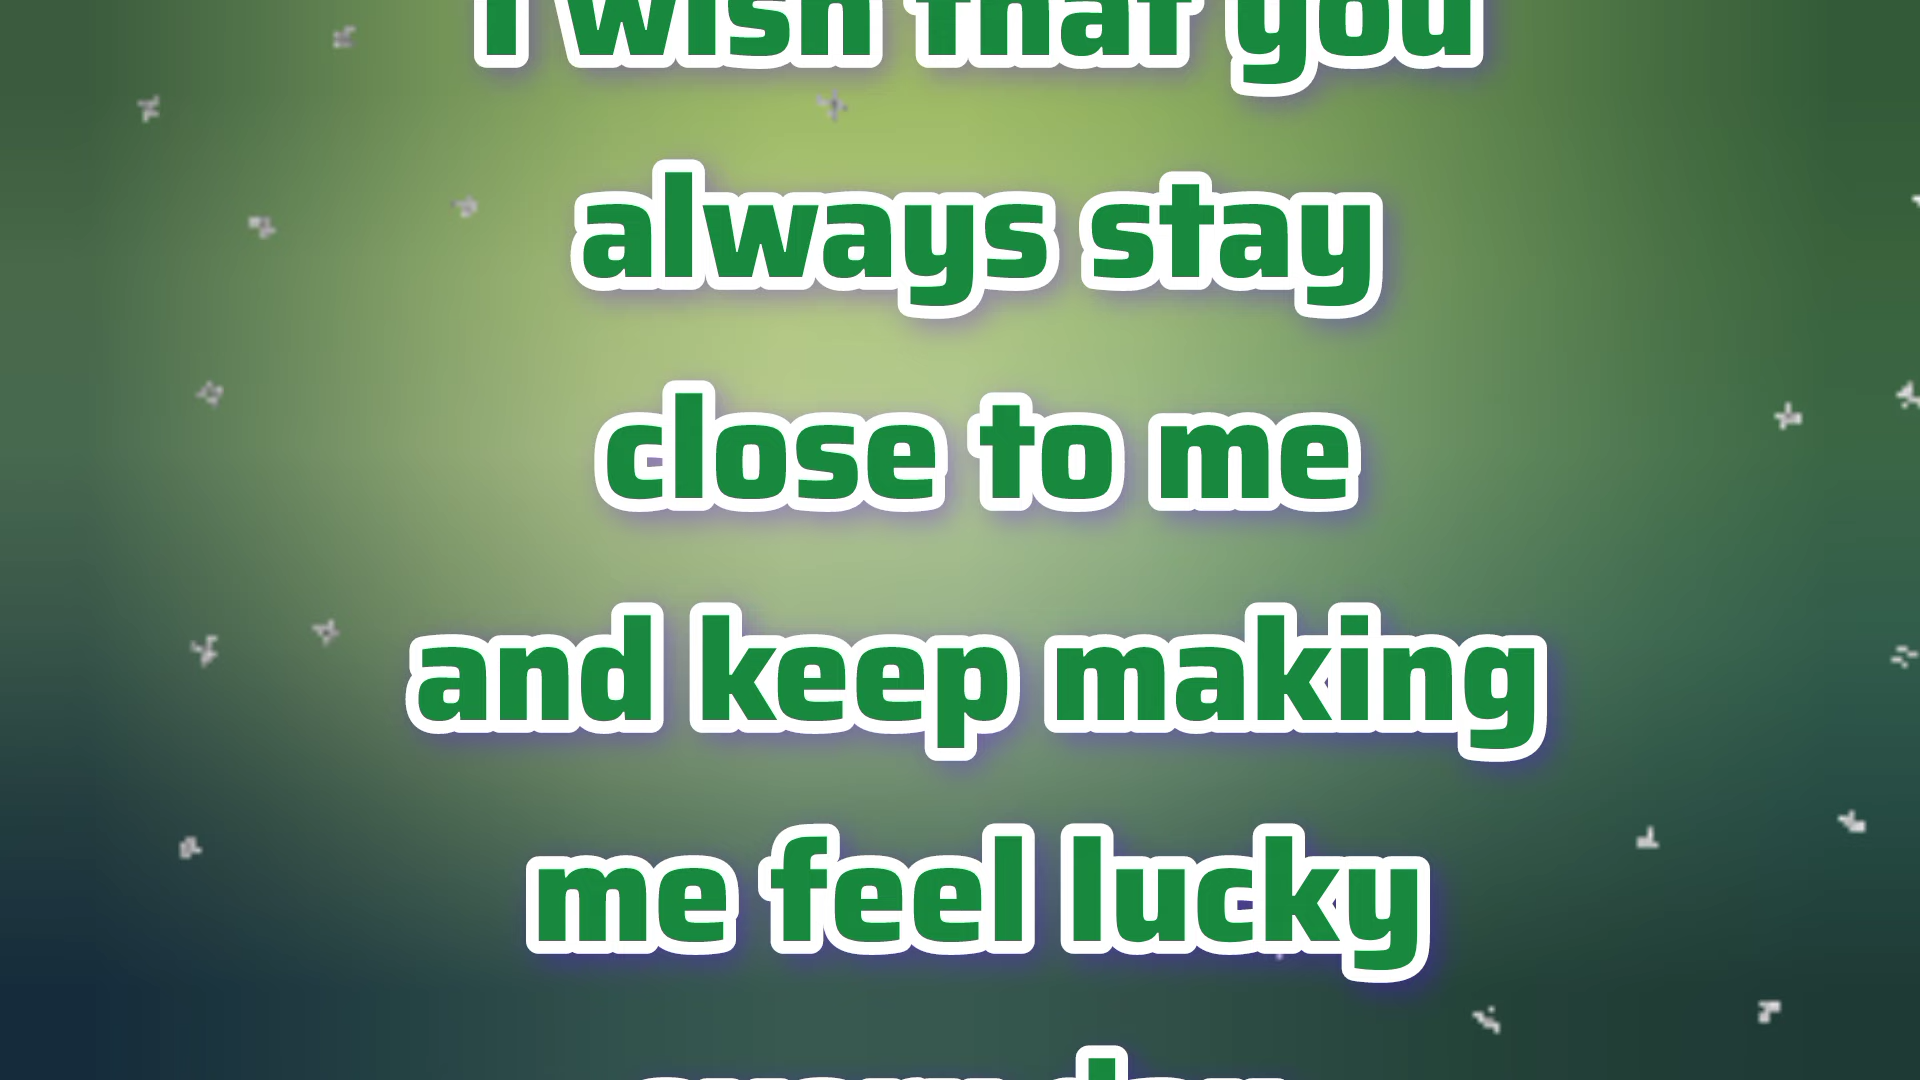 I wish that you
always stay
close to me
and keep making
me feel lucky